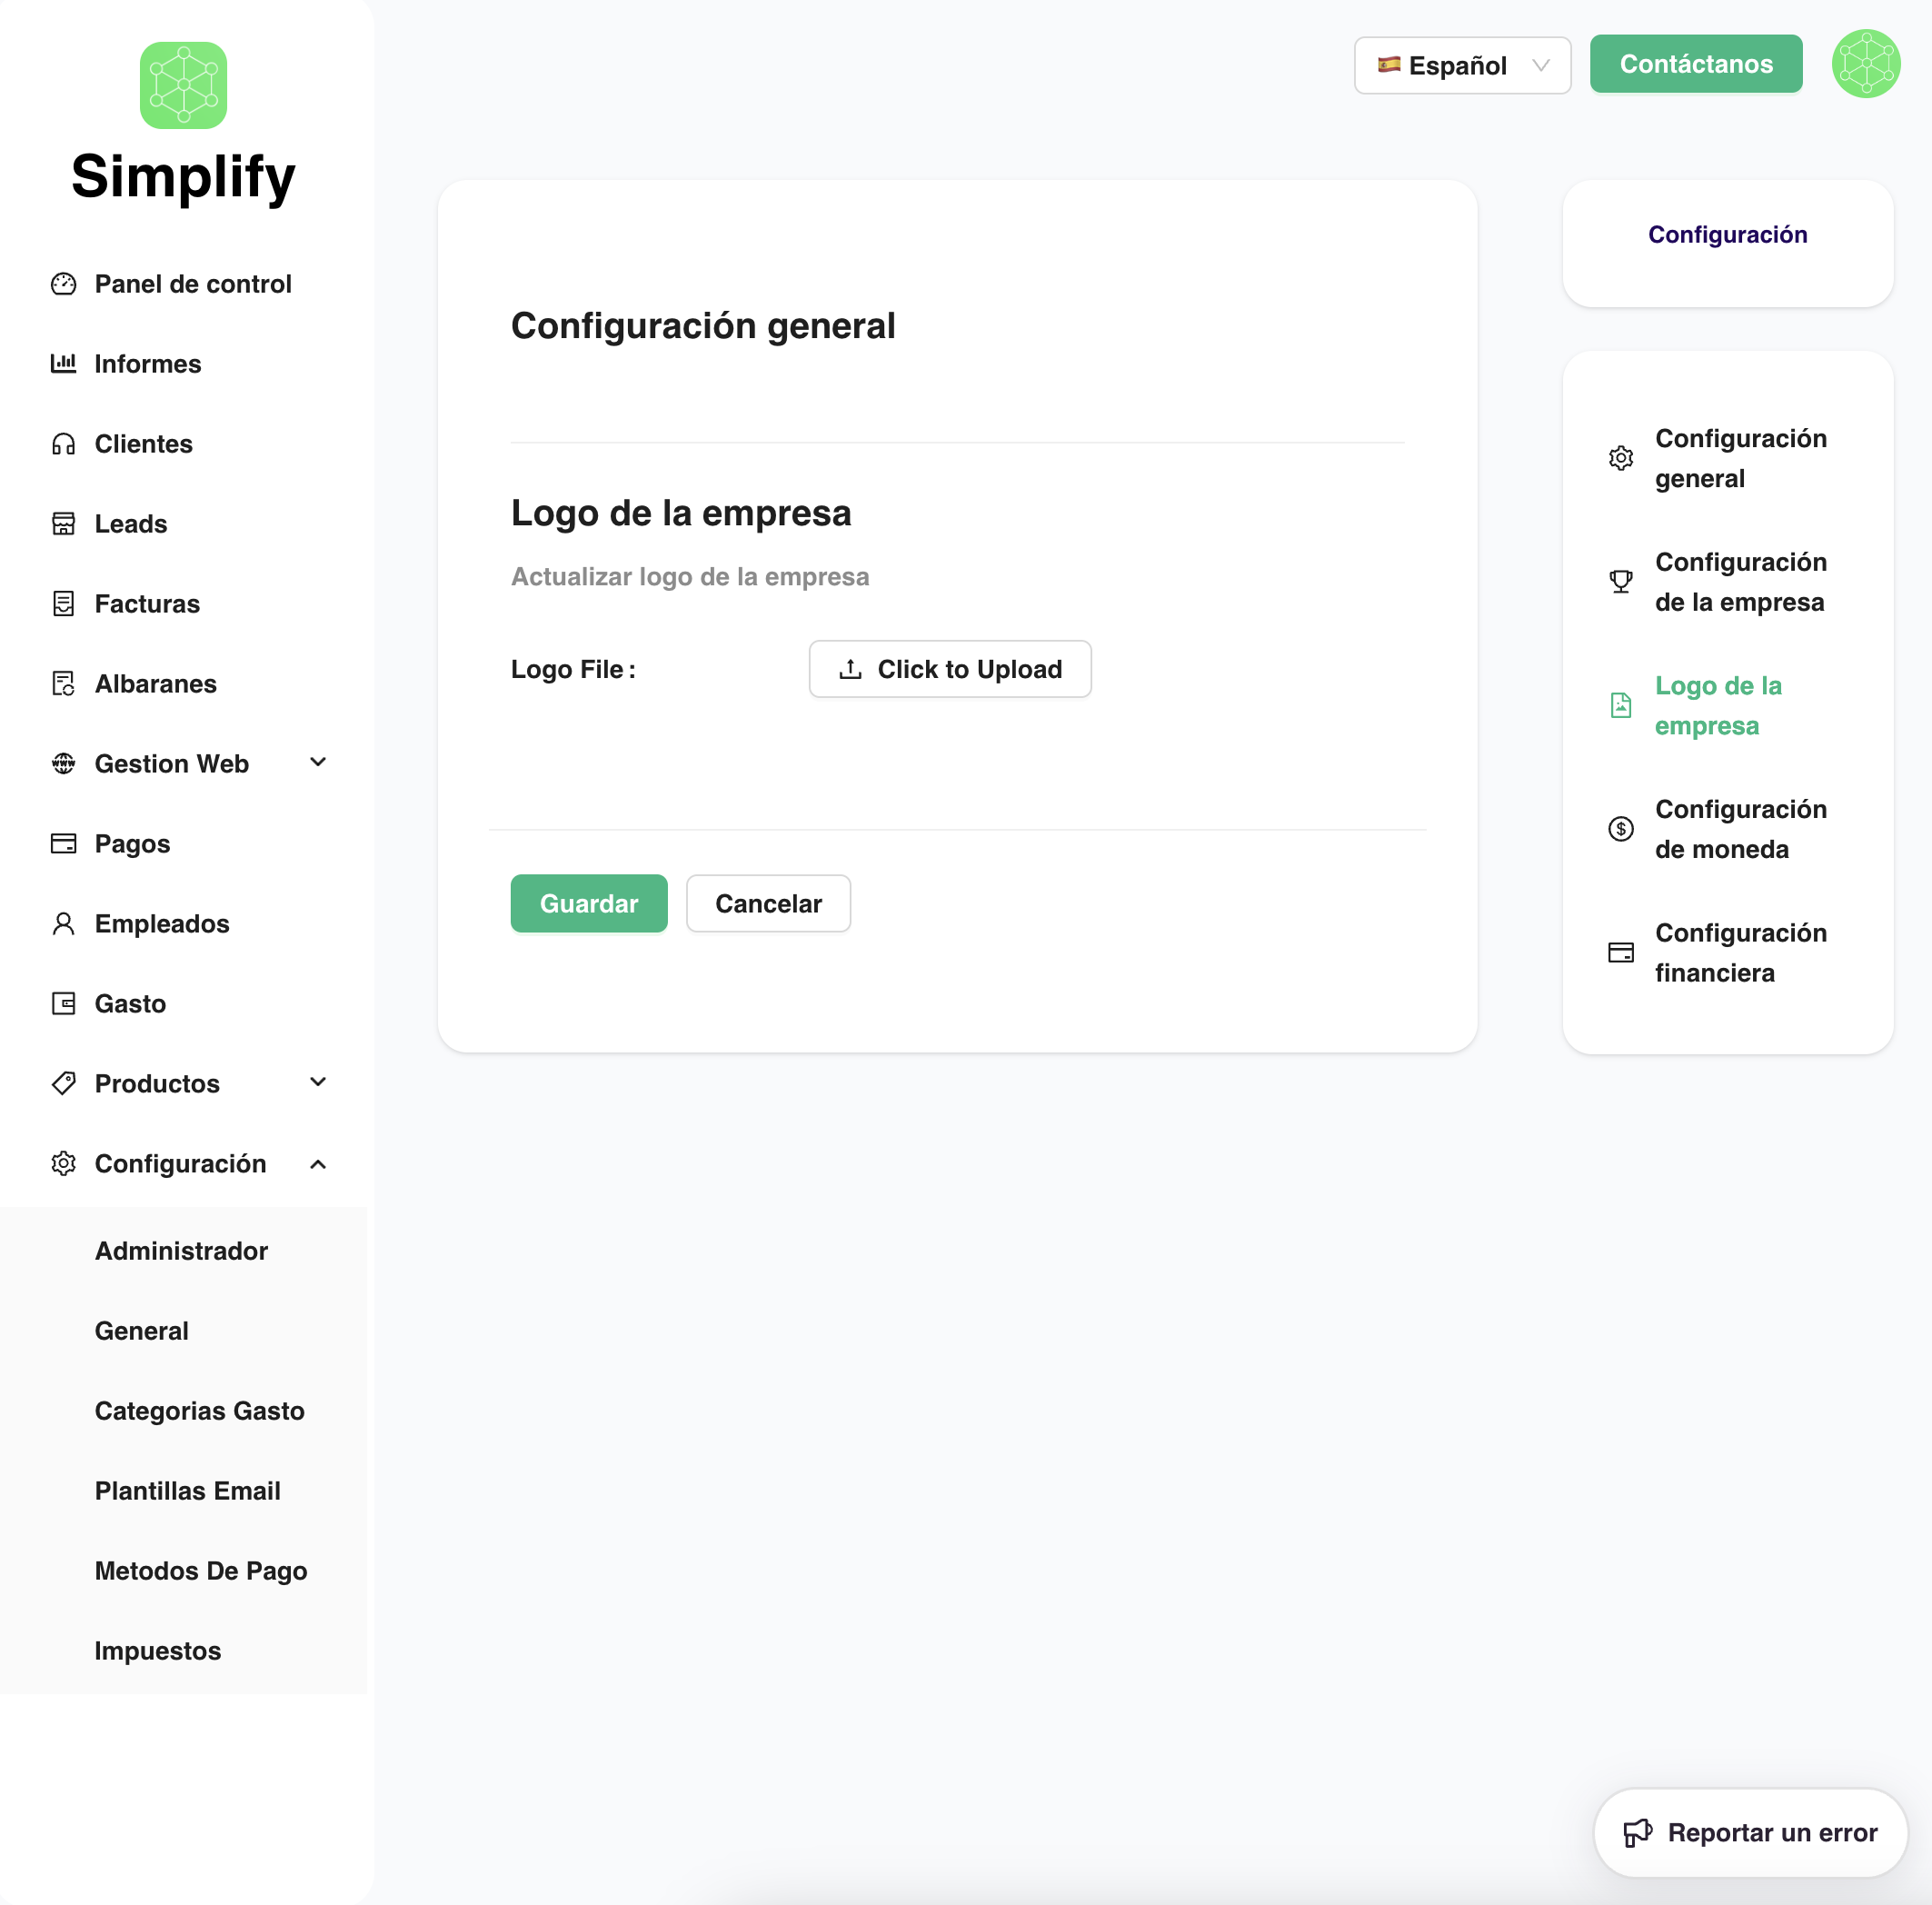 Simplify
Panel de control
Informes
Clientes
Leads
Facturas
Albaranes
Gestion Web
Pagos
Empleados
Gasto
Productos
Configuración
Administrador
General
Categorias Gasto
Plantillas Email
Metodos De Pago
Impuestos
Español
Contáctanos
Configuración general
Logo de la empresa
Actualizar logo de la empresa
Logo File :
Click to Upload
Guardar
Cancelar
Configuración
Configuración
general
Configuración
de la empresa
Logo de la
empresa
Configuración
de moneda
Configuración
financiera
Reportar un error